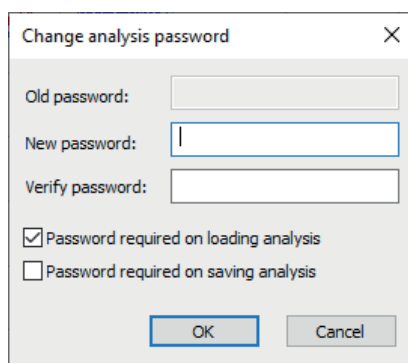 Change analysis password
Old password:
New password:
Verify password:
Password required on loading analysis
Password required on saving analysis
OK Cancel